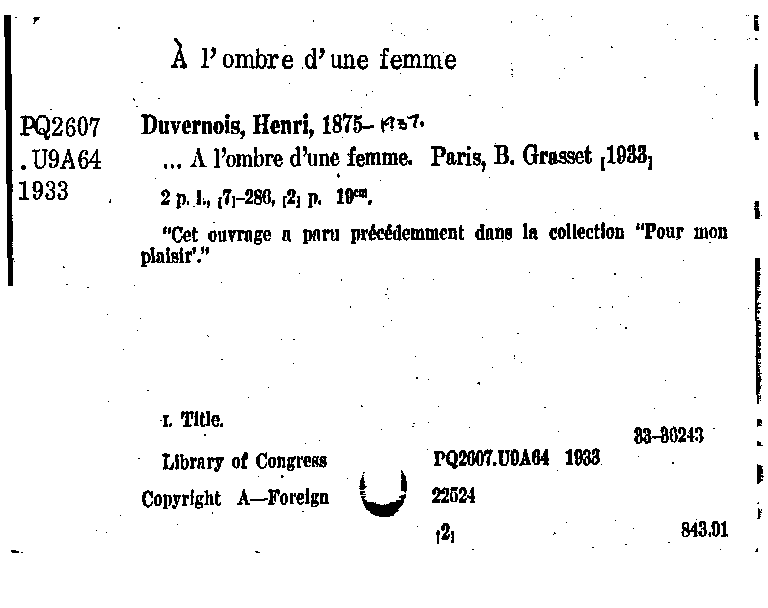 À l'ombre d'une femme
PQ2607 Duvernois, Henri, 1875– 1937.
.U9A64 ... A l'ombre d'une femme. Paris, B. Grasset [1933]
1933 2 p. l., [7]–286, [2] p. 19cm.
"Cet ouvrage a paru précédemment dans la collection "Pour mon
plaisir'."
I. Title.
33–30243
Library of Congress PQ2607.U9A64 1933
Copyright A—Foreign 22524
[2] 843.91